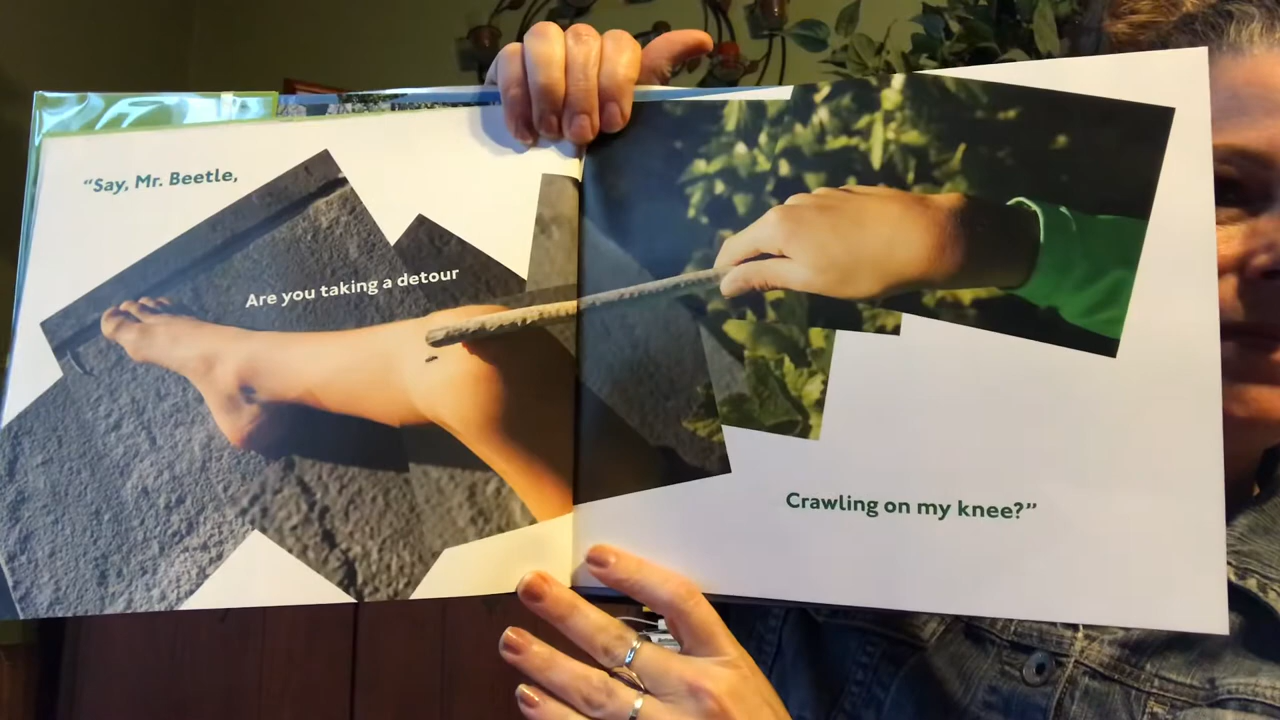 “Say, Mr. Beetle,
Are you taking a detour
Crawling on my knee?”